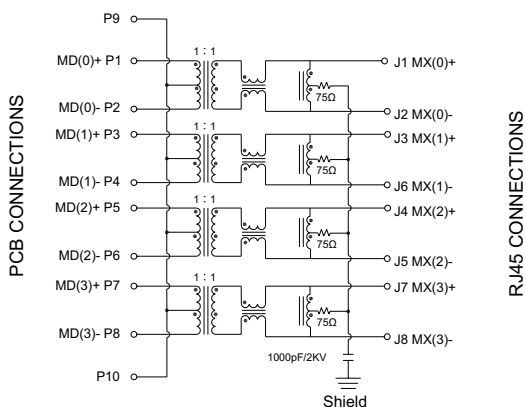 P9
1 : 1
MD(0)+ P1
J1 MX(0)+
75Ω
MD(0)- P2
J2 MX(0)-
MD(1)+ P3
1 : 1
J3 MX(1)+
75Ω
MD(1)- P4
J6 MX(1)-
MD(2)+ P5
1 : 1
J4 MX(2)+
75Ω
MD(2)- P6
J5 MX(2)-
MD(3)+ P7
1 : 1
J7 MX(3)+
75Ω
MD(3)- P8
J8 MX(3)-
1000pF/2KV
P10
Shield
PCB CONNECTIONS
RJ45 CONNECTIONS